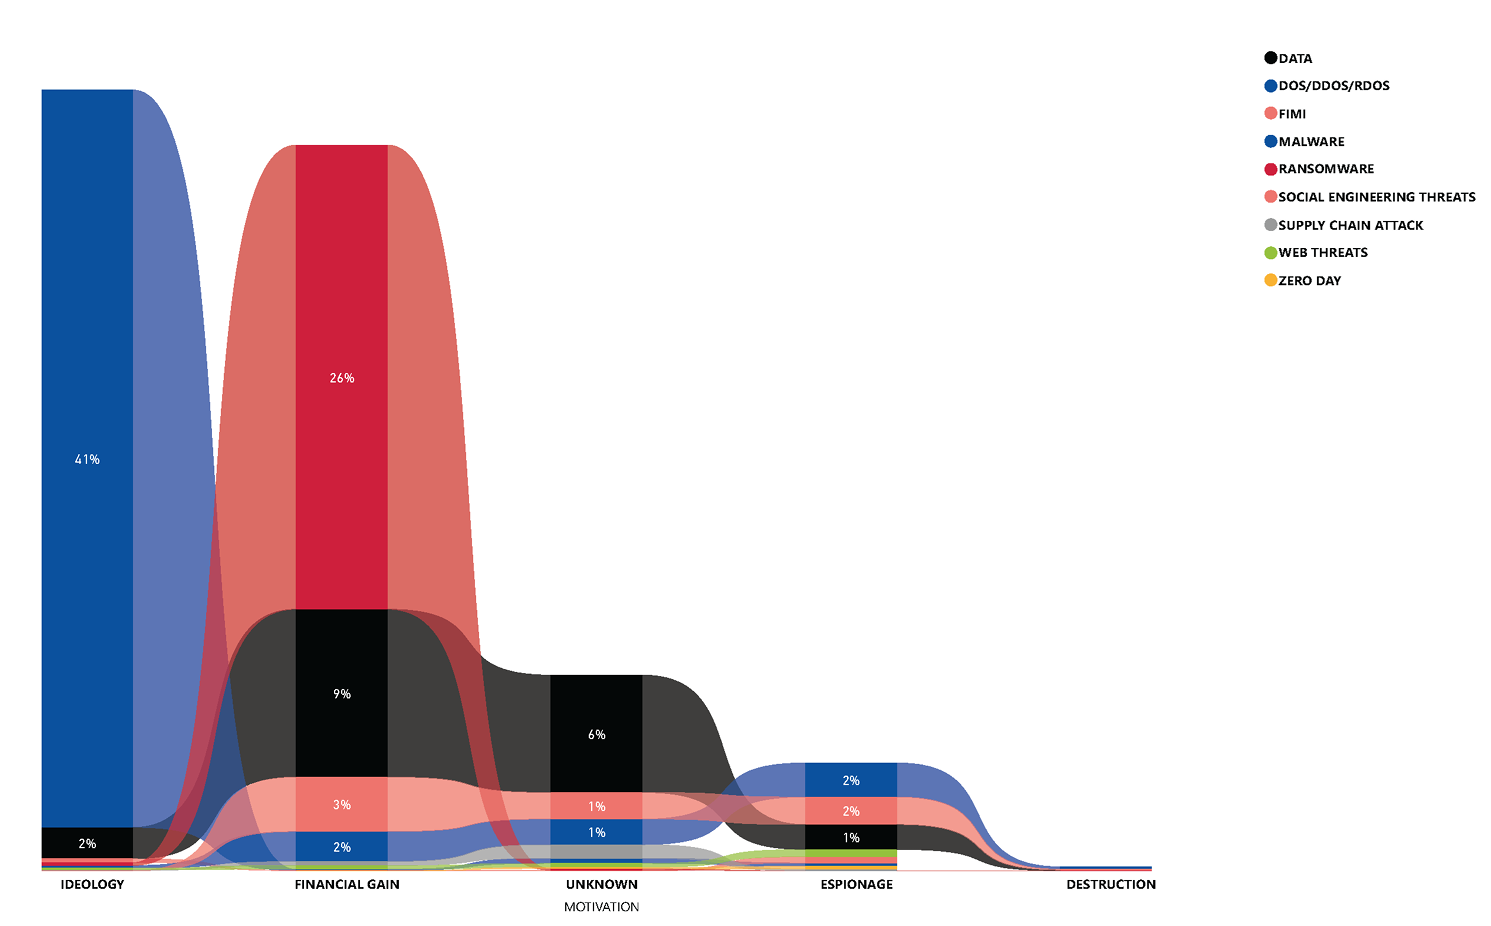 DATA
DOS/DDOS/RDOS
FIMI
MALWARE
RANSOMWARE
SOCIAL ENGINEERING THREATS
SUPPLY CHAIN ATTACK
WEB THREATS
ZERO DAY
41%
2%
26%
9%
3%
2%
6%
1%
1%
2%
2%
1%
IDEOLOGY
FINANCIAL GAIN
UNKNOWN
ESPIONAGE
DESTRUCTION
MOTIVATION